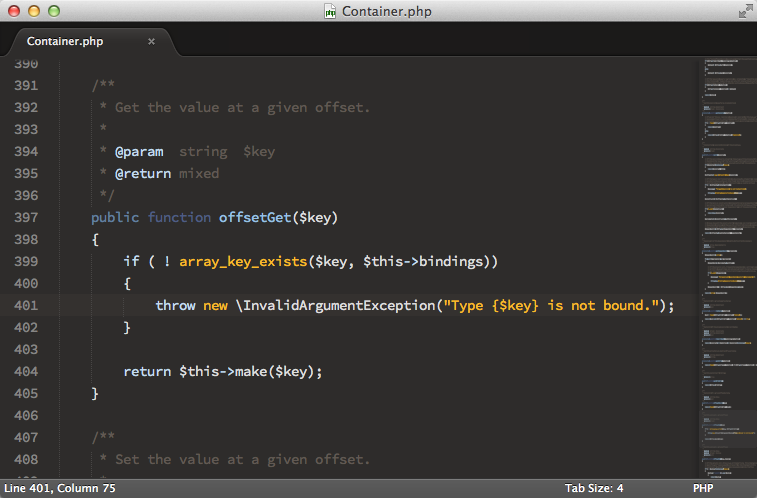 Container.php
Container.php ×
390
391 /**
392 * Get the value at a given offset.
393 *
394 * @param  string  $key
395 * @return mixed
396 */
397 public function offsetGet($key)
398 {
399 if ( ! array_key_exists($key, $this->bindings))
400 {
401 throw new \InvalidArgumentException("Type {$key} is not bound.");
402 }
403
404 return $this->make($key);
405 }
406
407 /**
408 * Set the value at a given offset.
Line 401, Column 75 Tab Size: 4 PHP